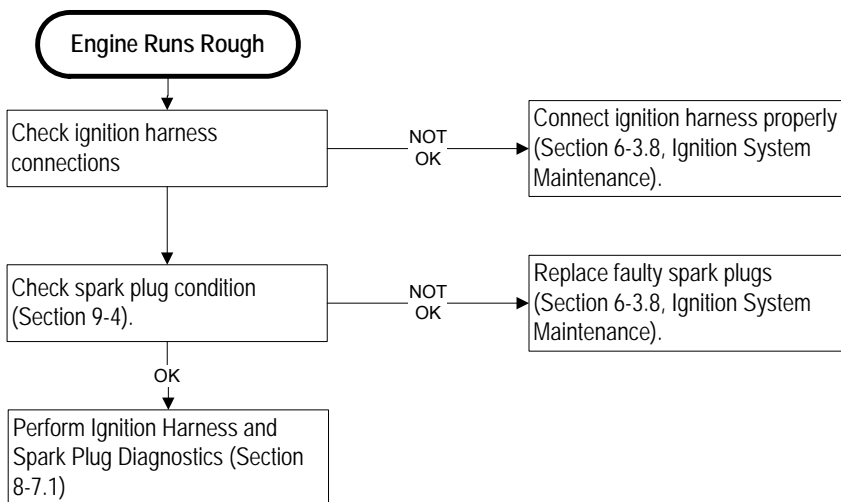 Engine Runs Rough
Check ignition harness
connections
NOT
OK
Connect ignition harness properly
(Section 6-3.8, Ignition System
Maintenance).
Check spark plug condition
(Section 9-4).
NOT
OK
Replace faulty spark plugs
(Section 6-3.8, Ignition System
Maintenance).
OK
Perform Ignition Harness and
Spark Plug Diagnostics (Section
8-7.1)